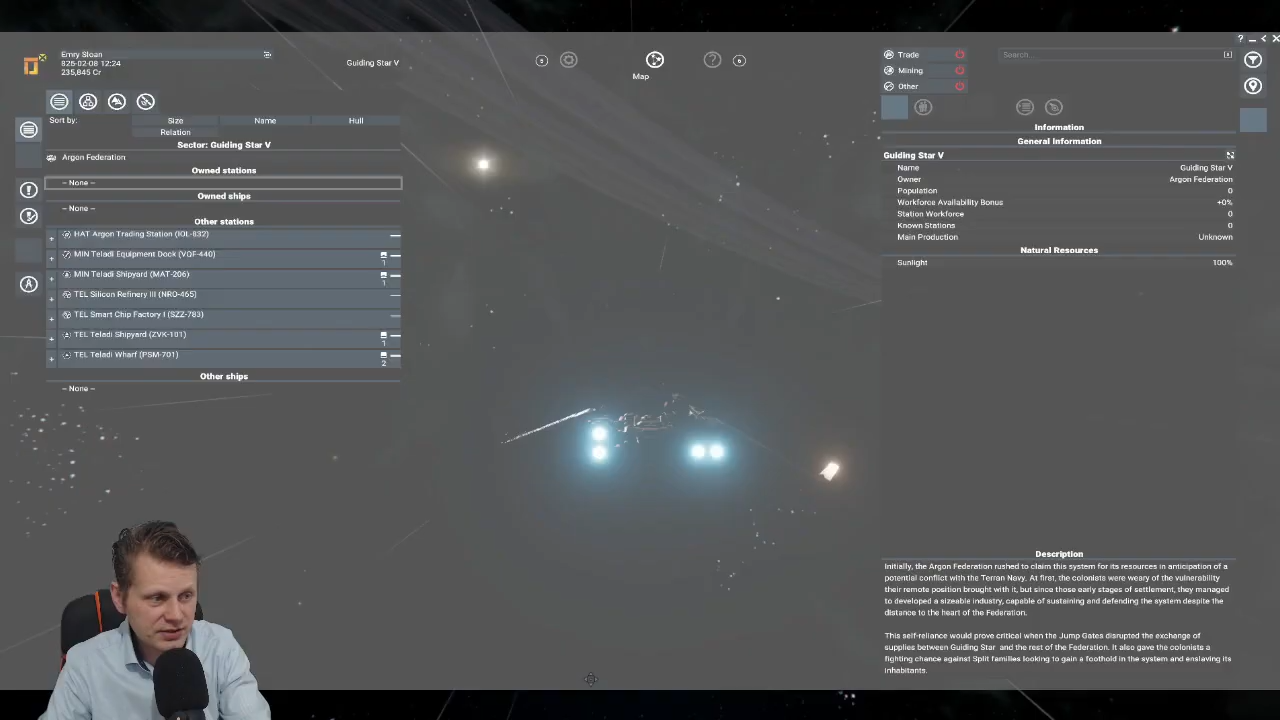 Emry Sloan
826-02-08 12:24
235,845 Cr
Guiding Star V
Map
Sort by:
Size
Name
Hull
Relation
Sector: Guiding Star V
Argon Federation
Owned stations
-- None --
Owned ships
-- None --
Other stations
HAT Argon Trading Station (IOL-832)
MIN Teladi Equipment Dock (VQF-440)
1
MIN Teladi Shipyard (MAT-206)
1
TEL Silicon Refinery III (NRO-465)
TEL Smart Chip Factory I (SZZ-783)
TEL Teladi Shipyard (ZVK-101)
1
TEL Teladi Wharf (PSM-701)
2
Other ships
-- None --
Trade
Mining
Other
Search...
Information
General Information
Guiding Star V
Name Guiding Star V
Owner Argon Federation
Population 0
Workforce Availability Bonus +0%
Station Workforce 0
Known Stations 0
Main Production Unknown
Natural Resources
Sunlight 100%
Description
Initially, the Argon Federation rushed to claim this system for its resources in anticipation of a
potential conflict with the Terran Navy. At first, the colonists were weary of the vulnerability
their remote position brought with it, but since those early stages of settlement, they managed
to developed a sizeable industry, capable of sustaining and defending the system despite the
distance to the heart of the Federation.
This self-reliance would prove critical when the Jump Gates disrupted the exchange of
supplies between Guiding Star and the rest of the Federation. It also gave the colonists a
fighting chance against Split families looking to gain a foothold in the system and enslaving its
inhabitants.